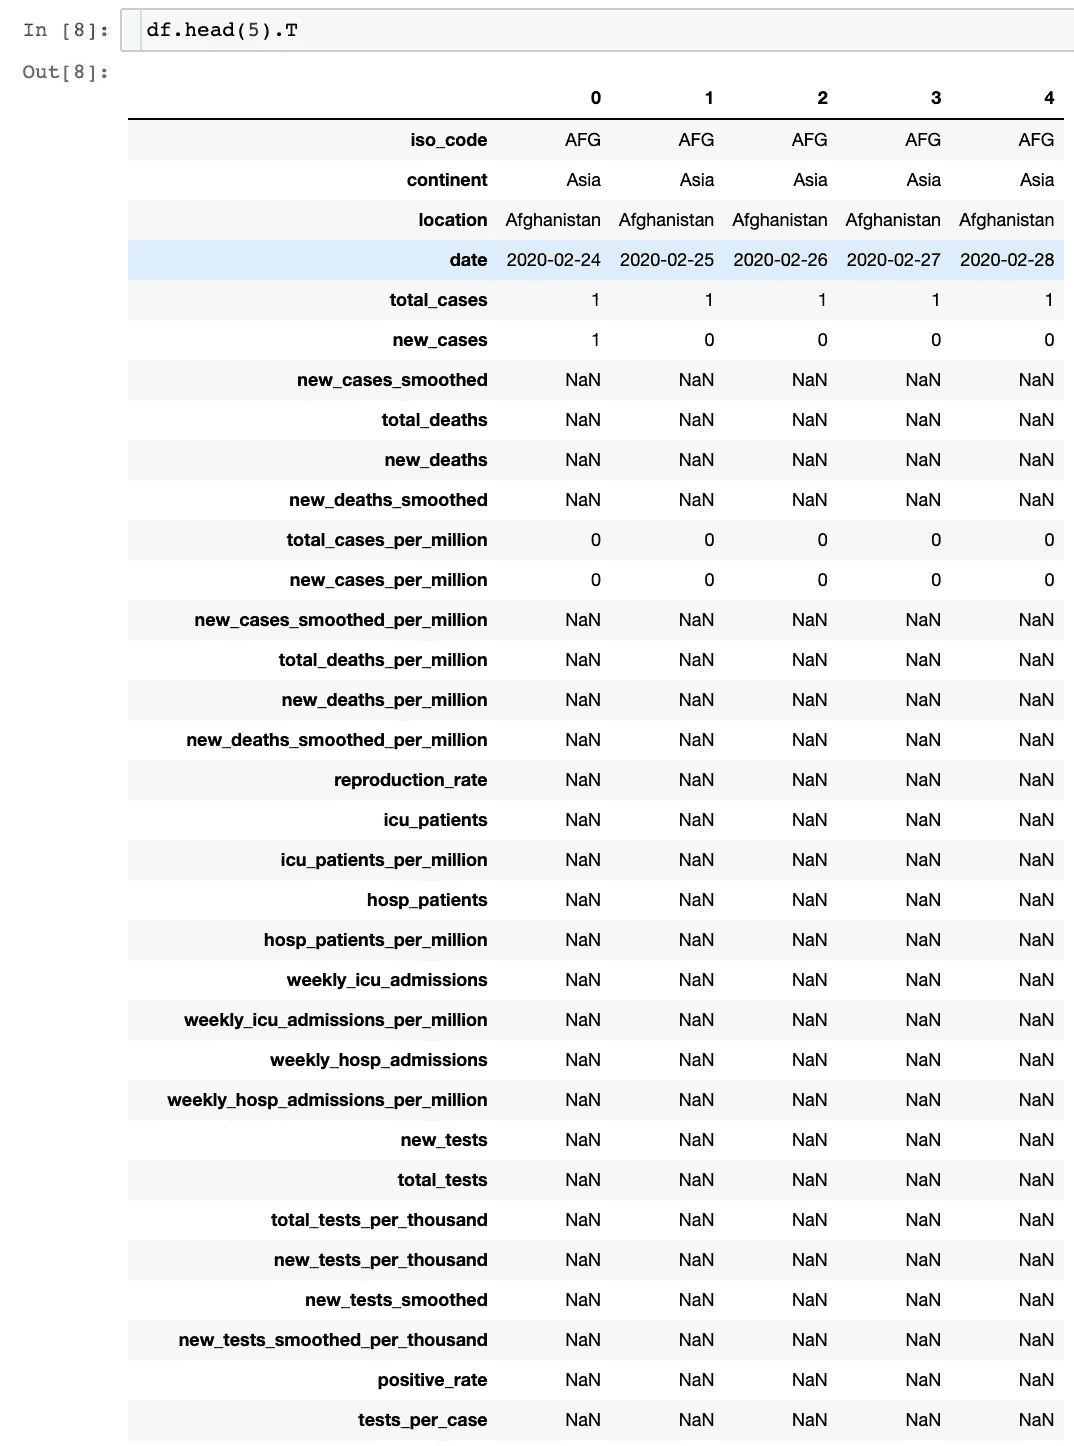 In [8]: df.head(5).T
Out[8]:
0 1 2 3 4
iso_code AFG AFG AFG AFG AFG
continent Asia Asia Asia Asia Asia
location Afghanistan Afghanistan Afghanistan Afghanistan Afghanistan
date 2020-02-24 2020-02-25 2020-02-26 2020-02-27 2020-02-28
total_cases 1 1 1 1 1
new_cases 1 0 0 0 0
new_cases_smoothed NaN NaN NaN NaN NaN
total_deaths NaN NaN NaN NaN NaN
new_deaths NaN NaN NaN NaN NaN
new_deaths_smoothed NaN NaN NaN NaN NaN
total_cases_per_million 0 0 0 0 0
new_cases_per_million 0 0 0 0 0
new_cases_smoothed_per_million NaN NaN NaN NaN NaN
total_deaths_per_million NaN NaN NaN NaN NaN
new_deaths_per_million NaN NaN NaN NaN NaN
new_deaths_smoothed_per_million NaN NaN NaN NaN NaN
reproduction_rate NaN NaN NaN NaN NaN
icu_patients NaN NaN NaN NaN NaN
icu_patients_per_million NaN NaN NaN NaN NaN
hosp_patients NaN NaN NaN NaN NaN
hosp_patients_per_million NaN NaN NaN NaN NaN
weekly_icu_admissions NaN NaN NaN NaN NaN
weekly_icu_admissions_per_million NaN NaN NaN NaN NaN
weekly_hosp_admissions NaN NaN NaN NaN NaN
weekly_hosp_admissions_per_million NaN NaN NaN NaN NaN
new_tests NaN NaN NaN NaN NaN
total_tests NaN NaN NaN NaN NaN
total_tests_per_thousand NaN NaN NaN NaN NaN
new_tests_per_thousand NaN NaN NaN NaN NaN
new_tests_smoothed NaN NaN NaN NaN NaN
new_tests_smoothed_per_thousand NaN NaN NaN NaN NaN
positive_rate NaN NaN NaN NaN NaN
tests_per_case NaN NaN NaN NaN NaN